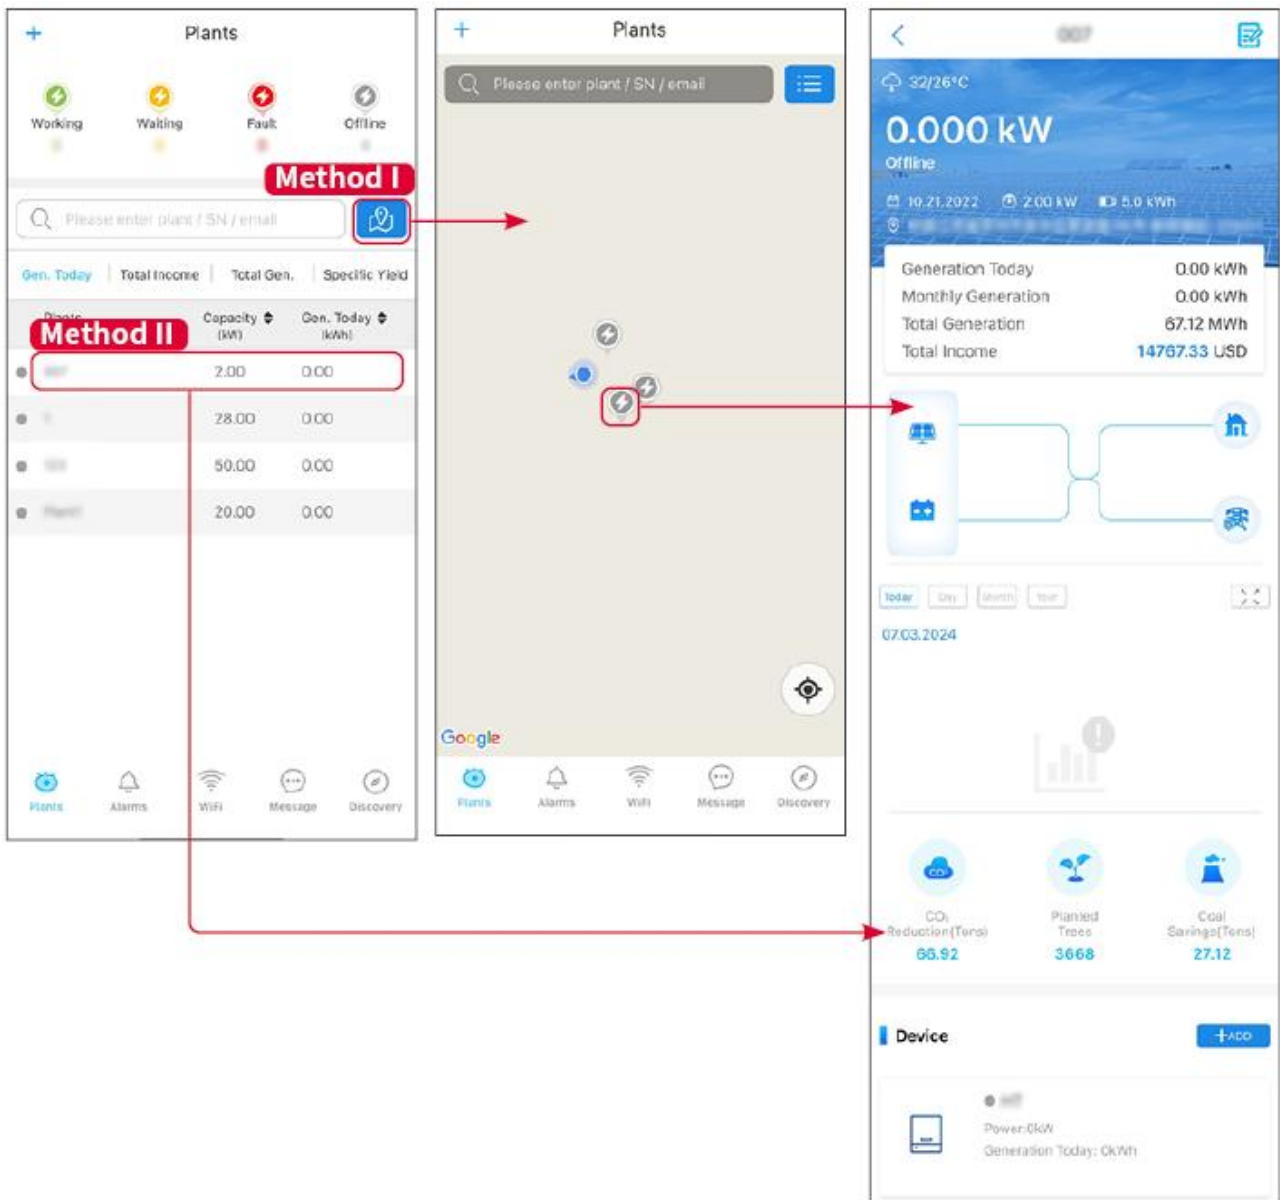 Plants
Working
Waiting
Fault
Offline
Method I
Please enter plant / SN / email
Gen. Today
Total Income
Total Gen.
Specific Yield
Plants
Capacity
(kW)
Gen. Today
(kWh)
Method II
2.00
0.00
28.00
0.00
50.00
0.00
20.00
0.00
Plants
Alarms
WiFi
Message
Discovery
Plants
Please enter plant / SN / email
Google
Plants
Alarms
WiFi
Message
Discovery
007
32/26°C
0.000 kW
Offline
10.21.2022
2.00 kW
5.0 kWh
Generation Today
0.00 kWh
Monthly Generation
0.00 kWh
Total Generation
67.12 MWh
Total Income
14767.33 USD
Today
Day
Month
Year
07.03.2024
CO₂
Reduction(Tons)
66.92
Planted
Trees
3668
Coal
Savings(Tons)
27.12
Device
+ADD
Power:0kW
Generation Today: 0kWh